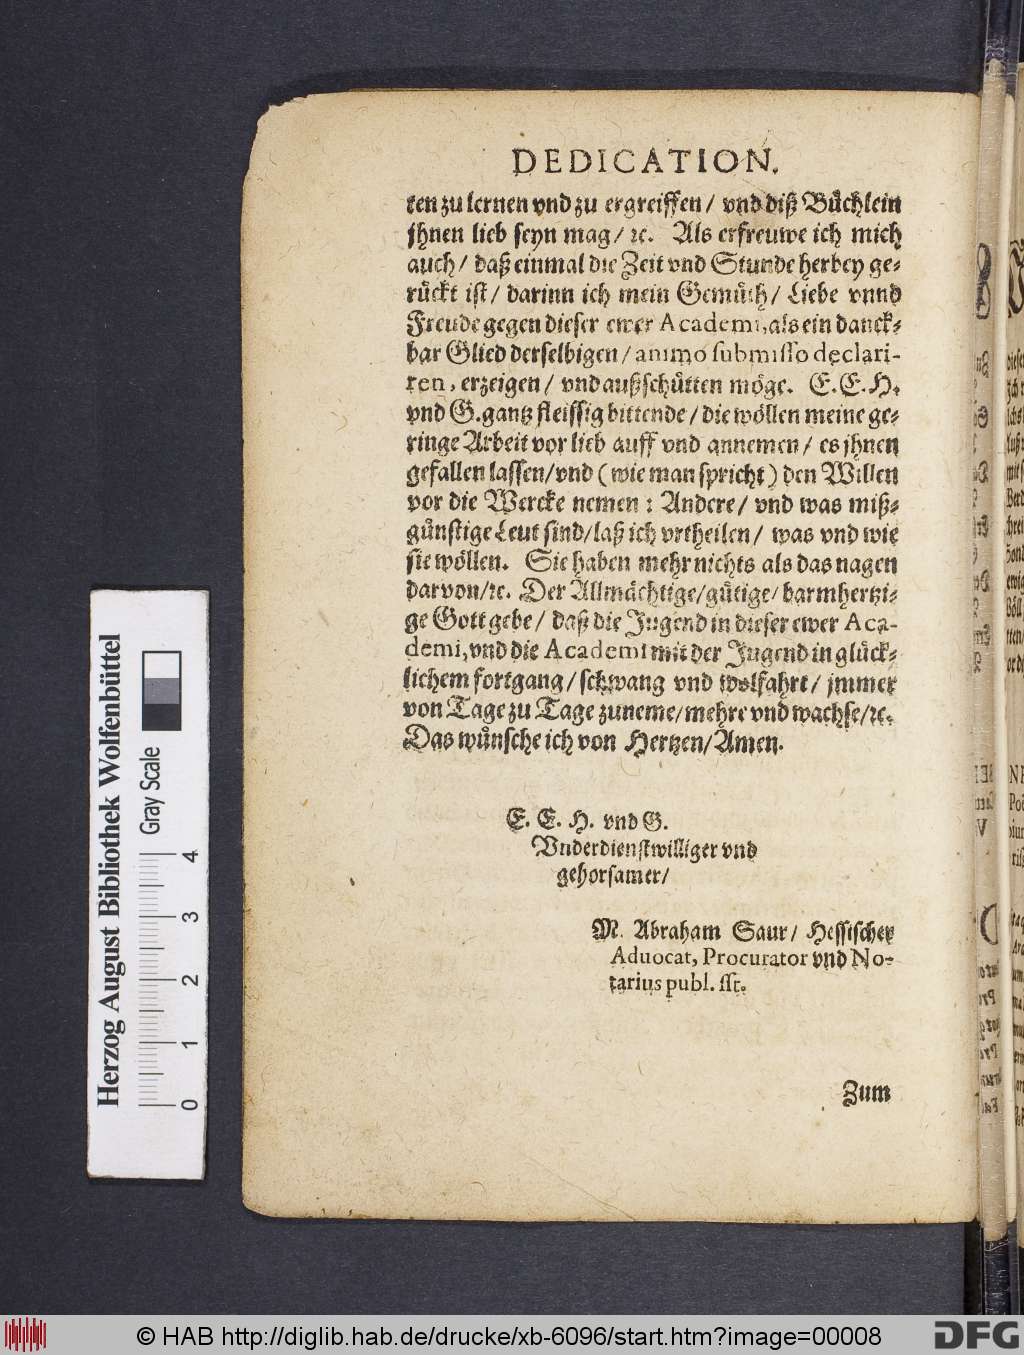 DEDICATION.
ten zu lernen vnd zu ergreiffen / vnd diß Büchlein
jhnen lieb seyn mag / ꝛc. Als erfreuwe ich mich
auch / daß einmal die Zeit vnd Stunde herbey ge-
rückt ist / darinn ich mein Gemüth / Liebe vnnd
Freude gegen dieser ewer Academi, als ein danck-
bar Glied derselbigen / animo submisso declari-
ren, erzeigen / vnd außschütten möge. E. E. H.
vnd G. gantz fleissig bittende / die wöllen meine ge-
ringe Arbeit vor lieb auff vnd annemen / es jhnen
gefallen lassen / vnd (wie man spricht) den Willen
vor die Wercke nemen : Andere / vnd was miß-
günstige Leut sind / laß ich vrtheilen / was vnd wie
sie wöllen. Sie haben mehr nichts als das nagen
darvon / ꝛc. Der Allmächtige / gütige / barmhertzi-
ge Gott gebe / daß die Jugend in dieser ewer Aca-
demi, vnd die Academi mit der Jugend in glück-
lichem fortgang / schwang vnd wolfahrt / jmmer
von Tage zu Tage zuneme / mehre vnd wachse / ꝛc.
Das wünsche ich von Hertzen / Amen.
E. E. H. vnd G.
Vnderdienstwilliger vnd
gehorsamer /
M. Abraham Saur / Hessischer
Aduocat, Procurator vnd No-
tarius publ. sst.
Zum
Herzog August Bibliothek Wolfenbüttel
Gray Scale
0 1 2 3 4
© HAB http://diglib.hab.de/drucke/xb-6096/start.htm?image=00008
DFG